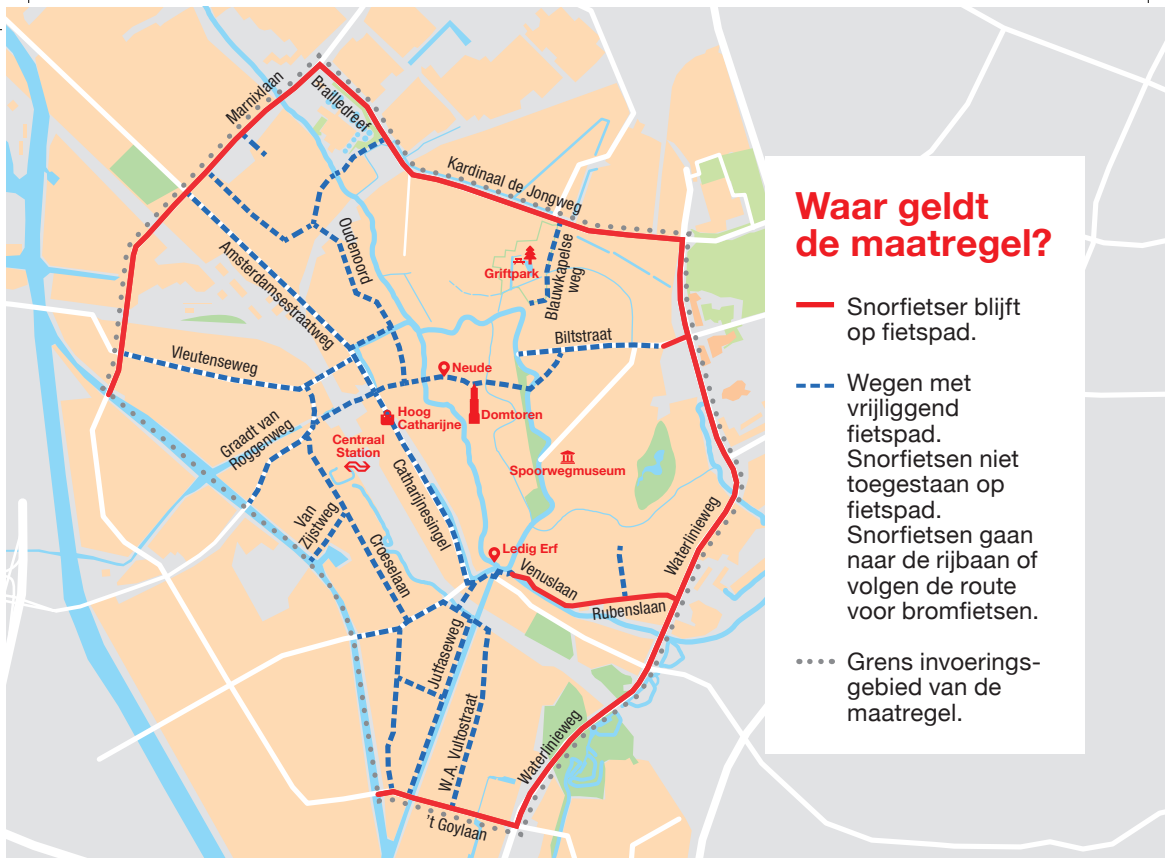 Marnixlaan
Brailledreef
Kardinaal de Jongweg
Oudenoord
Amsterdamsestraatweg
Griftpark
Blauwkapelse
weg
Biltstraat
Vleutenseweg
Neude
Hoog
Catharijne
Domtoren
Graadt van
Roggenweg
Centraal
Station
Spoorwegmuseum
Catharijnesingel
Van
Zijstweg
Croeselaan
Ledig Erf
Venuslaan
Rubenslaan
Waterlinieweg
Jutfaseweg
W.A. Vultostraat
Waterlinieweg
't Goylaan
Waar geldt
de maatregel?
Snorfietser blijft
op fietspad.
Wegen met
vrijliggend
fietspad.
Snorfietsen niet
toegestaan op
fietspad.
Snorfietsen gaan
naar de rijbaan of
volgen de route
voor bromfietsen.
Grens invoerings-
gebied van de
maatregel.